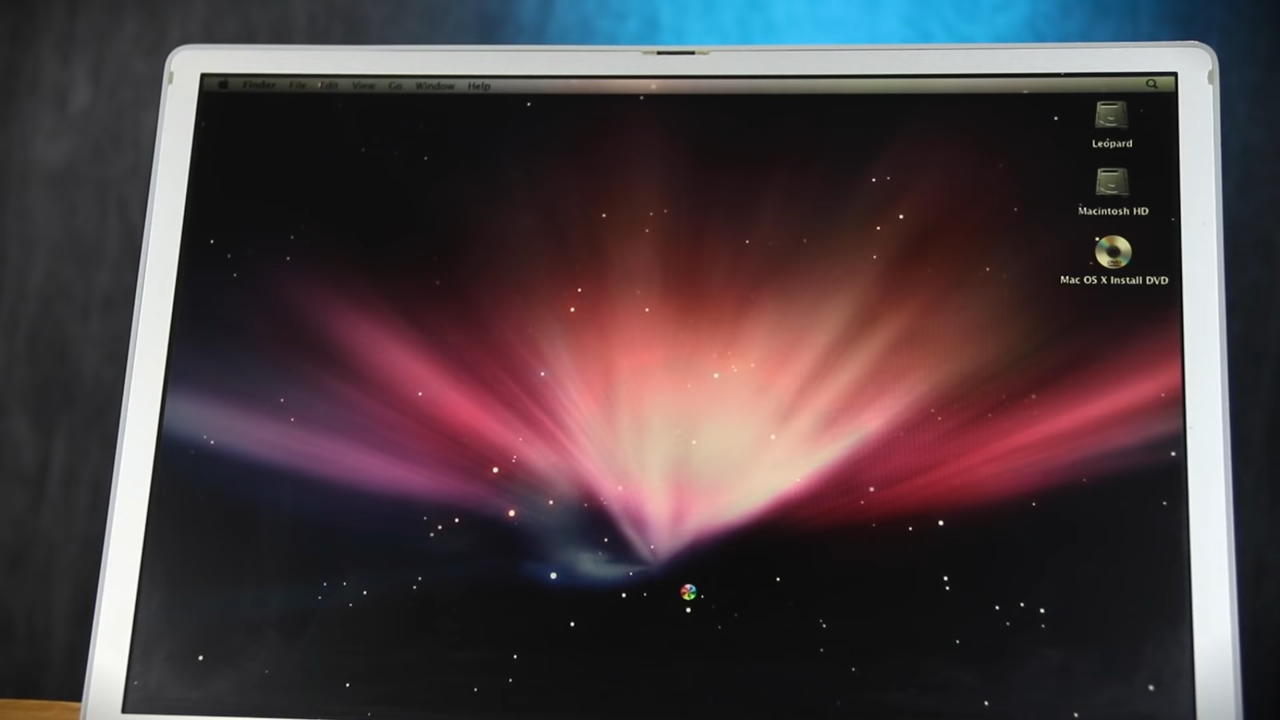 Finder File Edit View Go Window Help
Leopard
Macintosh HD
Mac OS X Install DVD